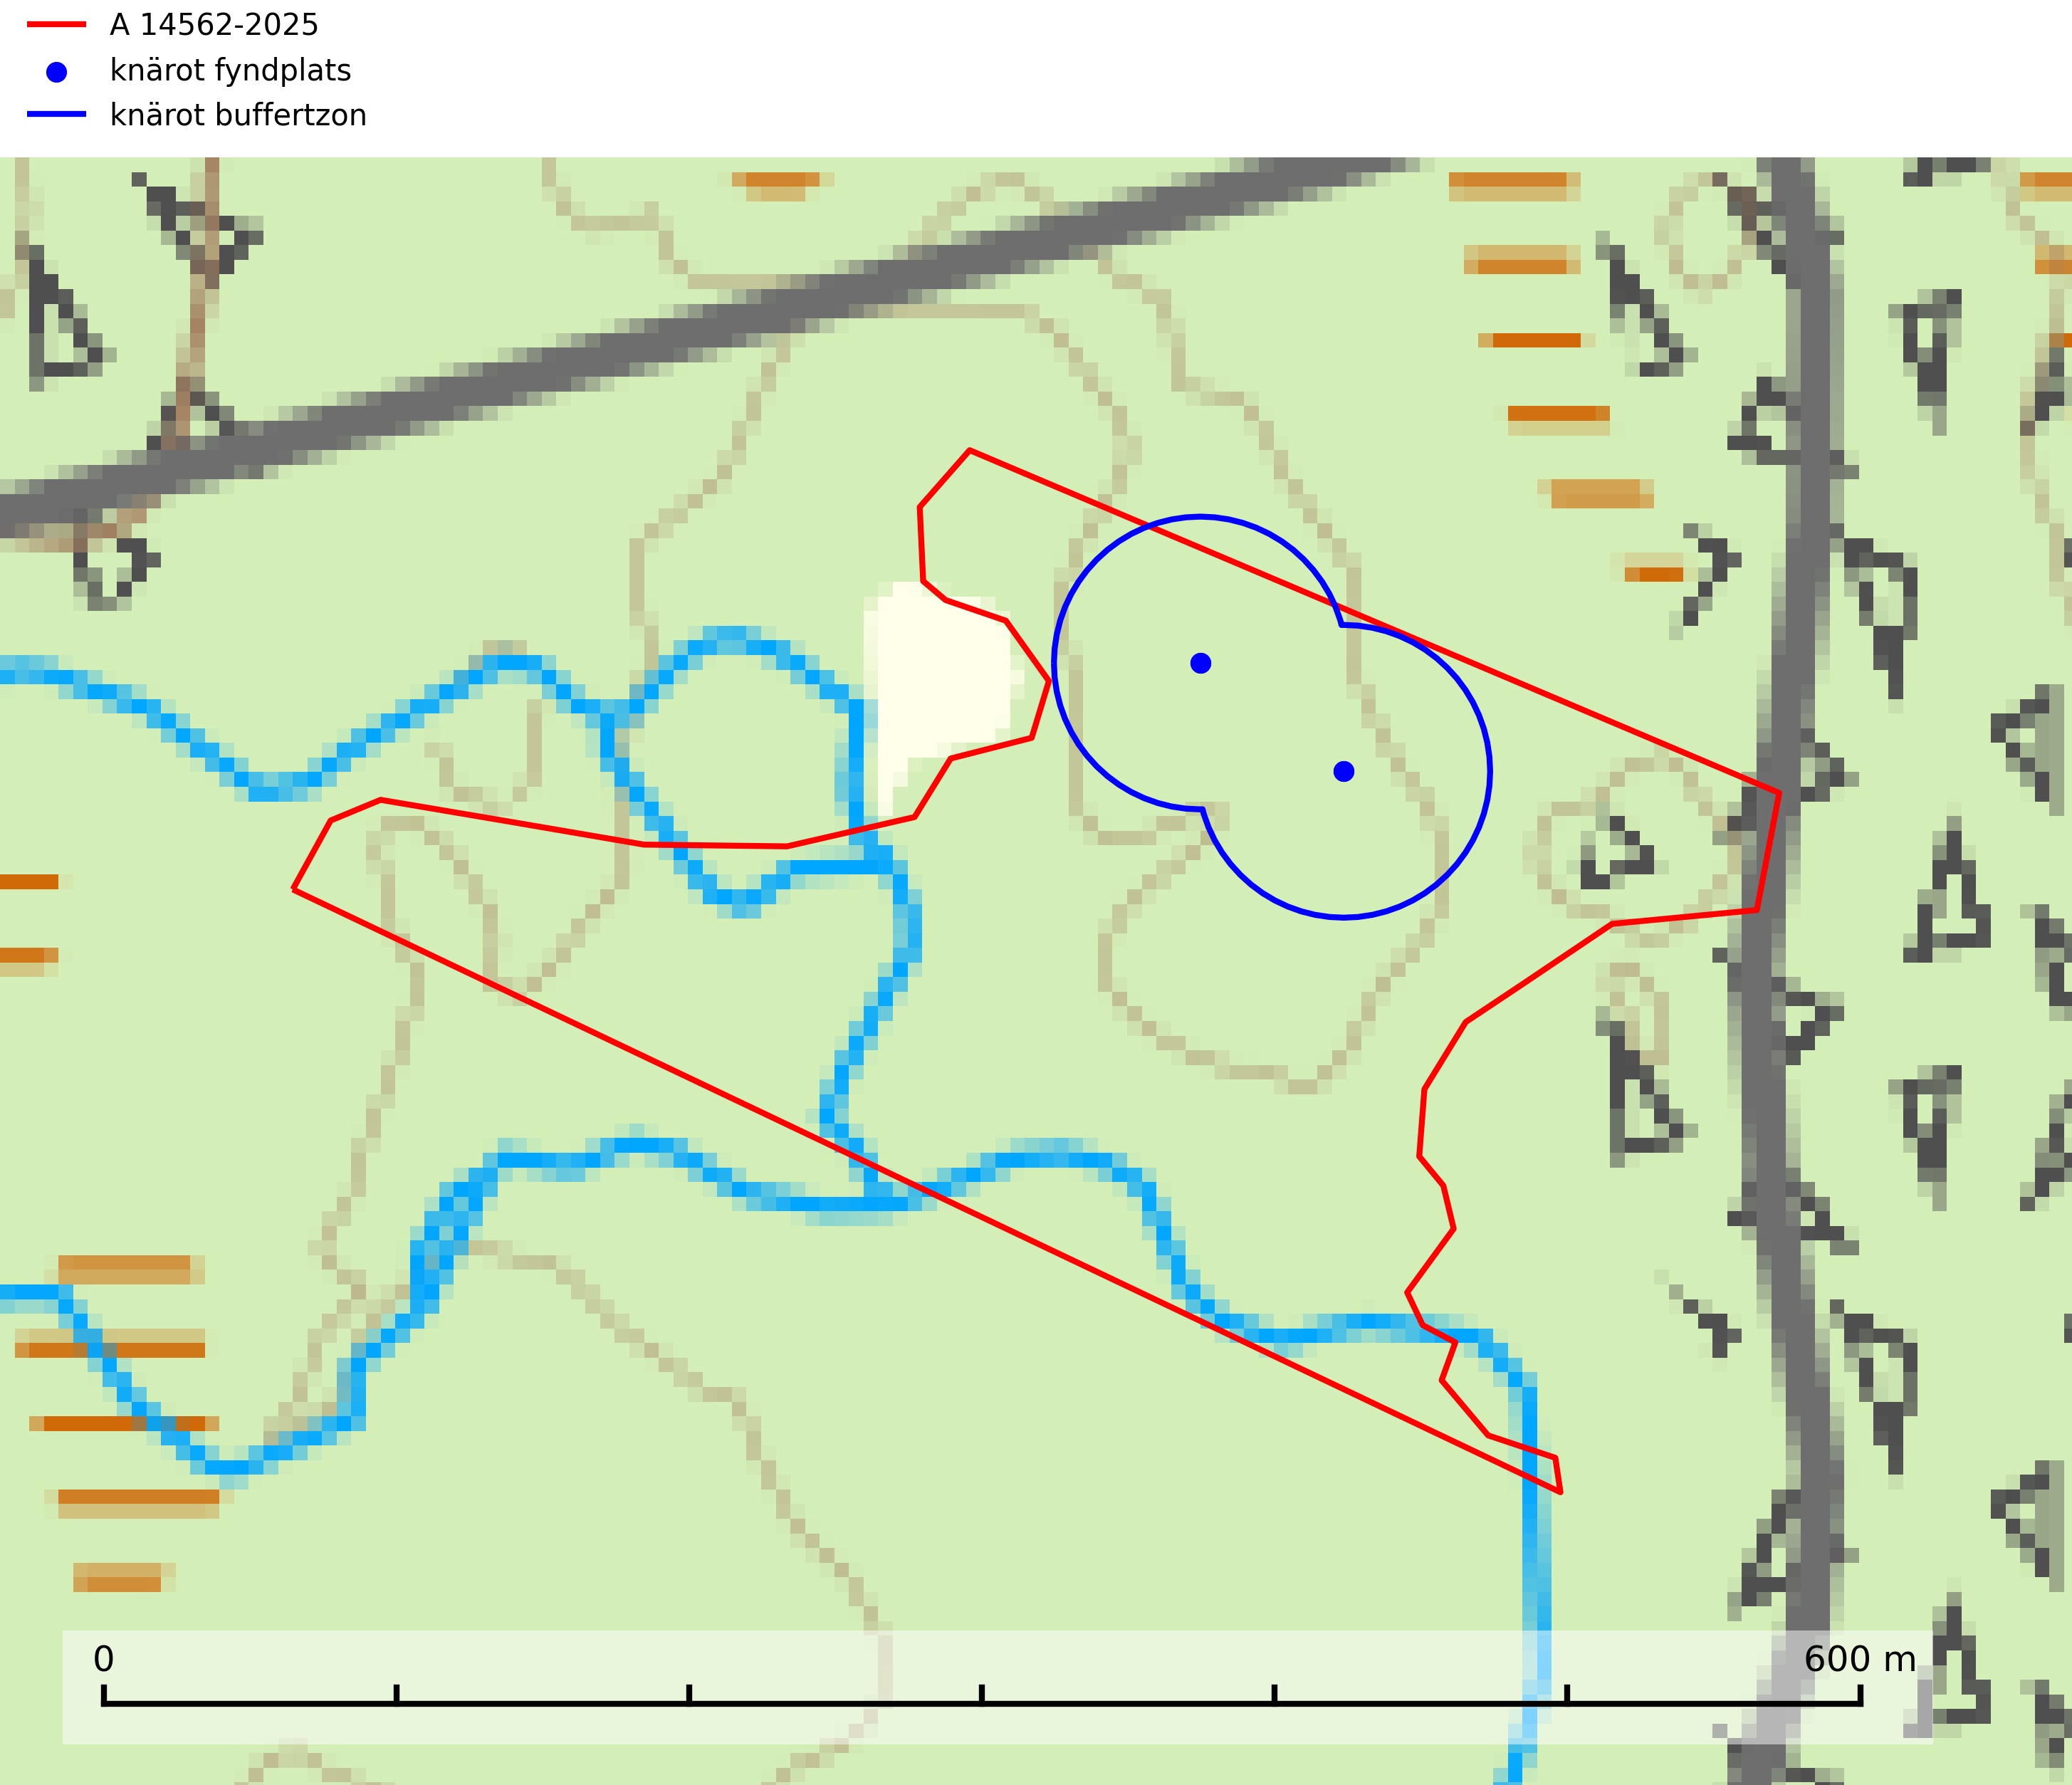 A 14562-2025
knärot fyndplats
knärot buffertzon
0
600 m